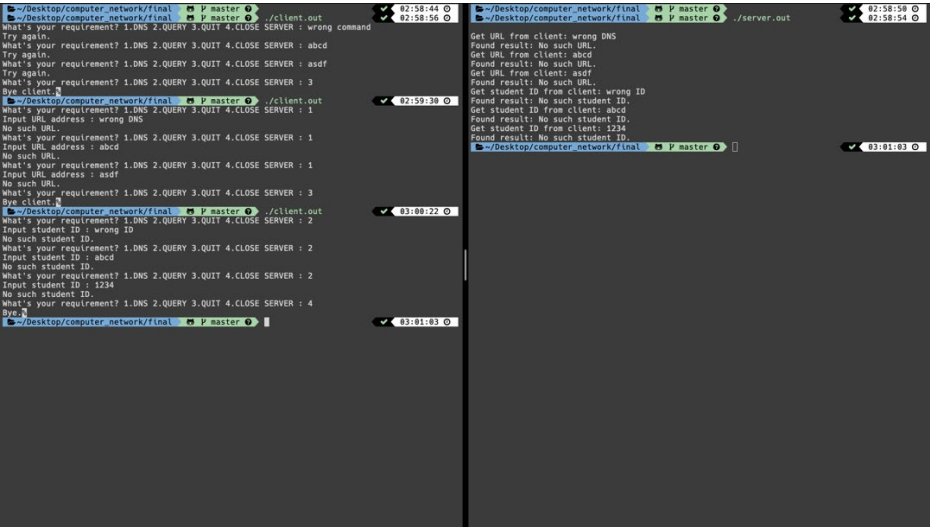 ~/Desktop/computer_network/final master 02:58:44
~/Desktop/computer_network/final master ./client.out 02:58:56
What's your requirement? 1.DNS 2.QUERY 3.QUIT 4.CLOSE SERVER : wrong command
Try again.
What's your requirement? 1.DNS 2.QUERY 3.QUIT 4.CLOSE SERVER : abcd
Try again.
What's your requirement? 1.DNS 2.QUERY 3.QUIT 4.CLOSE SERVER : asdf
Try again.
What's your requirement? 1.DNS 2.QUERY 3.QUIT 4.CLOSE SERVER : 3
Bye client.%
~/Desktop/computer_network/final master ./client.out 02:59:30
What's your requirement? 1.DNS 2.QUERY 3.QUIT 4.CLOSE SERVER : 1
Input URL address : wrong DNS
No such URL.
What's your requirement? 1.DNS 2.QUERY 3.QUIT 4.CLOSE SERVER : 1
Input URL address : abcd
No such URL.
What's your requirement? 1.DNS 2.QUERY 3.QUIT 4.CLOSE SERVER : 1
Input URL address : asdf
No such URL.
What's your requirement? 1.DNS 2.QUERY 3.QUIT 4.CLOSE SERVER : 3
Bye client.%
~/Desktop/computer_network/final master ./client.out 03:00:22
What's your requirement? 1.DNS 2.QUERY 3.QUIT 4.CLOSE SERVER : 2
Input student ID : wrong ID
No such student ID.
What's your requirement? 1.DNS 2.QUERY 3.QUIT 4.CLOSE SERVER : 2
Input student ID : abcd
No such student ID.
What's your requirement? 1.DNS 2.QUERY 3.QUIT 4.CLOSE SERVER : 2
Input student ID : 1234
No such student ID.
What's your requirement? 1.DNS 2.QUERY 3.QUIT 4.CLOSE SERVER : 4
Bye.%
~/Desktop/computer_network/final master 03:01:03
~/Desktop/computer_network/final master 02:58:50
~/Desktop/computer_network/final master ./server.out 02:58:54
Get URL from client: wrong DNS
Found result: No such URL.
Get URL from client: abcd
Found result: No such URL.
Get URL from client: asdf
Found result: No such URL.
Get student ID from client: wrong ID
Found result: No such student ID.
Get student ID from client: abcd
Found result: No such student ID.
Get student ID from client: 1234
Found result: No such student ID.
~/Desktop/computer_network/final master 03:01:03